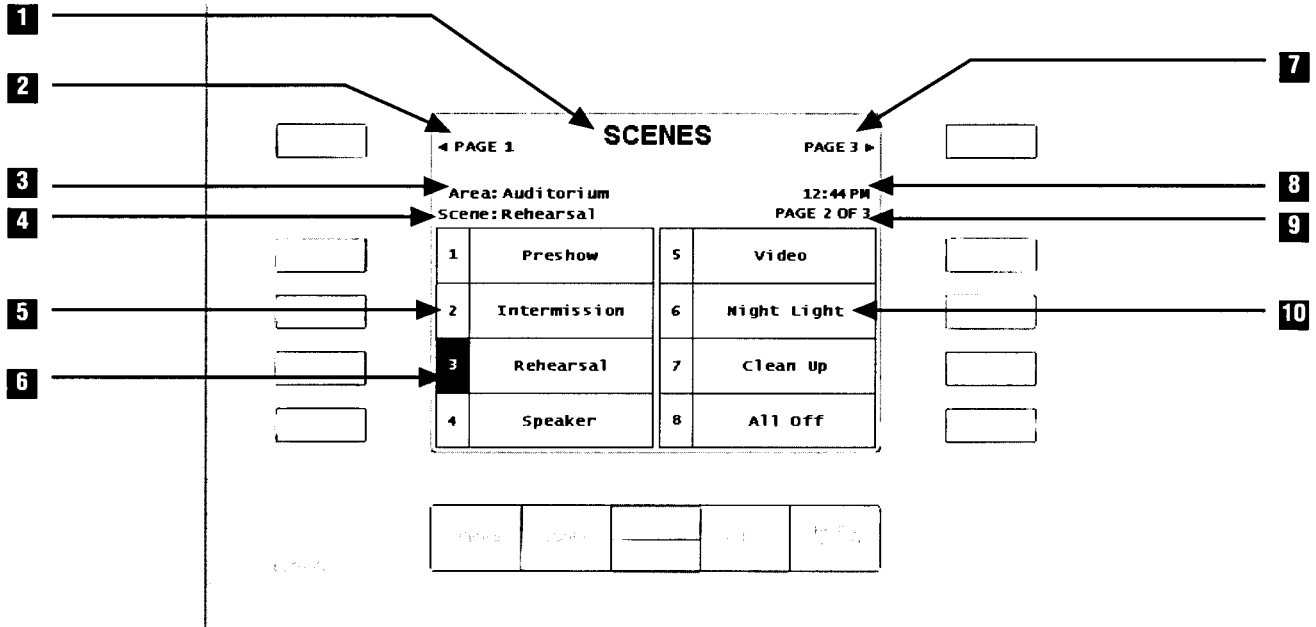 1
2
7
SCENES
◄ PAGE 1
PAGE 3 ►
3
8
Area: Auditorium
12:44 PM
4
9
Scene: Rehearsal
PAGE 2 OF 3
1 Preshow 5 Video
5
2 Intermission 6 Night Light
10
6
3 Rehearsal 7 Clean Up
4 Speaker 8 All Off